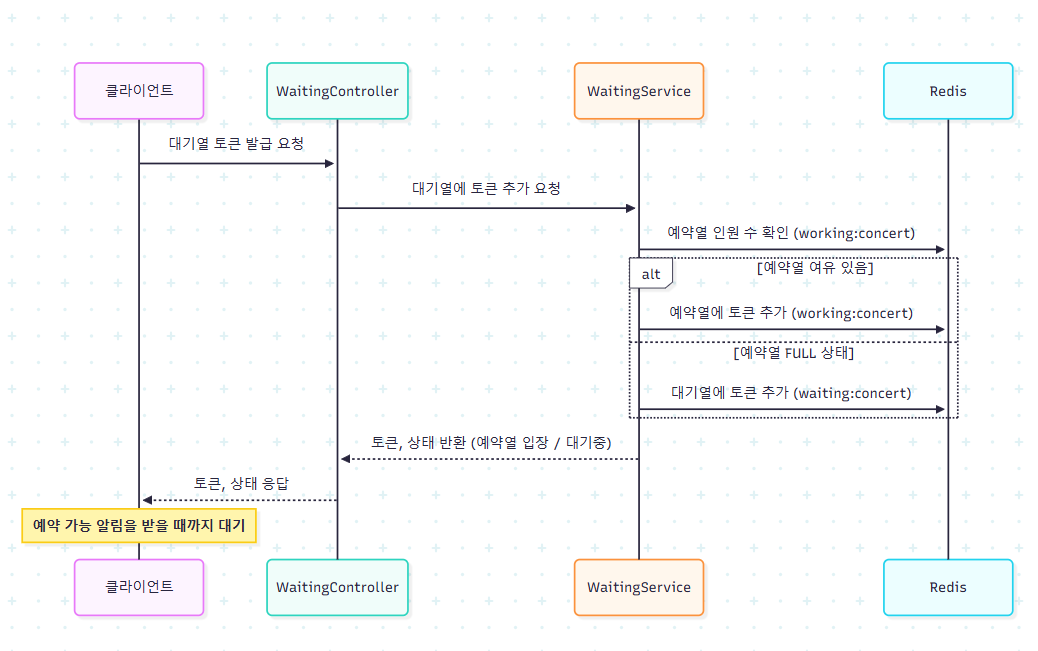 클라이언트
WaitingController
WaitingService
Redis
대기열 토큰 발급 요청
대기열에 토큰 추가 요청
예약열 인원 수 확인 (working:concert)
alt
[예약열 여유 있음]
예약열에 토큰 추가 (working:concert)
[예약열 FULL 상태]
대기열에 토큰 추가 (waiting:concert)
토큰, 상태 반환 (예약열 입장 / 대기중)
토큰, 상태 응답
예약 가능 알림을 받을 때까지 대기
클라이언트
WaitingController
WaitingService
Redis